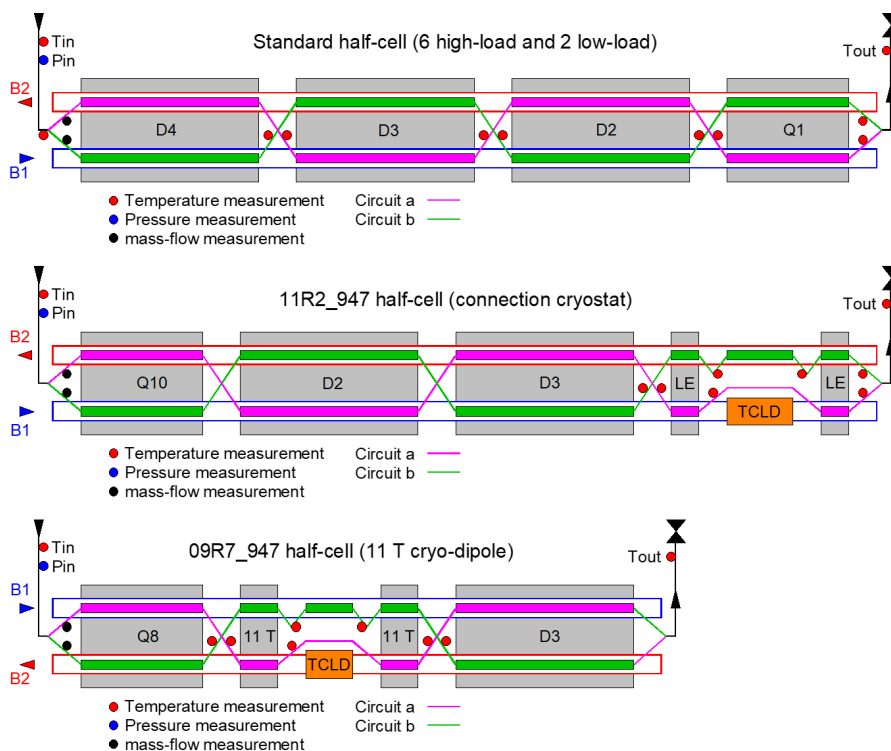 Tin
Pin
Standard half-cell (6 high-load and 2 low-load)
Tout
B2
D4
D3
D2
Q1
B1
Temperature measurement
Circuit a
Pressure measurement
Circuit b
mass-flow measurement
Tin
Pin
11R2_947 half-cell (connection cryostat)
Tout
B2
Q10
D2
D3
LE
LE
B1
TCLD
Temperature measurement
Circuit a
Pressure measurement
Circuit b
mass-flow measurement
Tin
Pin
09R7_947 half-cell (11 T cryo-dipole)
Tout
B1
Q8
11 T
11 T
D3
B2
TCLD
Temperature measurement
Circuit a
Pressure measurement
Circuit b
mass-flow measurement